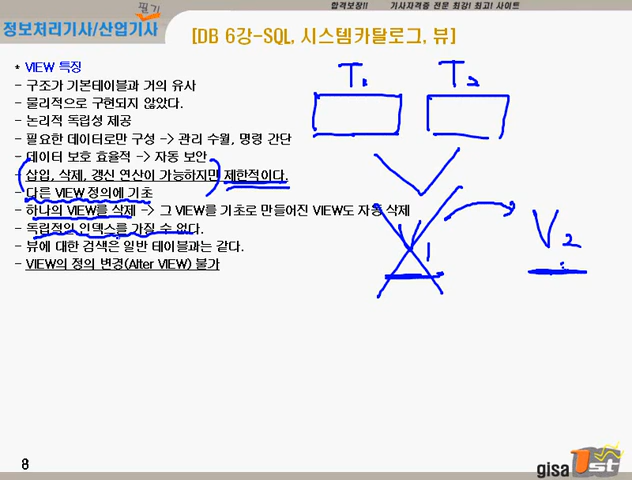 합격보장!! 기사자격증 전문 최강! 최고! 사이트
필기
정보처리기사/산업기사
[DB 6강-SQL, 시스템카탈로그, 뷰]
* VIEW 특징
- 구조가 기본테이블과 거의 유사
- 물리적으로 구현되지 않았다.
- 논리적 독립성 제공
- 필요한 데이터로만 구성 -> 관리 수월, 명령 간단
- 데이터 보호 효율적 -> 자동 보안
- 삽입, 삭제, 갱신 연산이 가능하지만 제한적이다.
- 다른 VIEW 정의에 기초
- 하나의 VIEW를 삭제 -> 그 VIEW를 기초로 만들어진 VIEW도 자동 삭제
- 독립적인 인덱스를 가질 수 없다.
- 뷰에 대한 검색은 일반 테이블과는 같다.
- VIEW의 정의 변경(Alter VIEW) 불가
T1 T2
V1
V2
8
gisa 1st